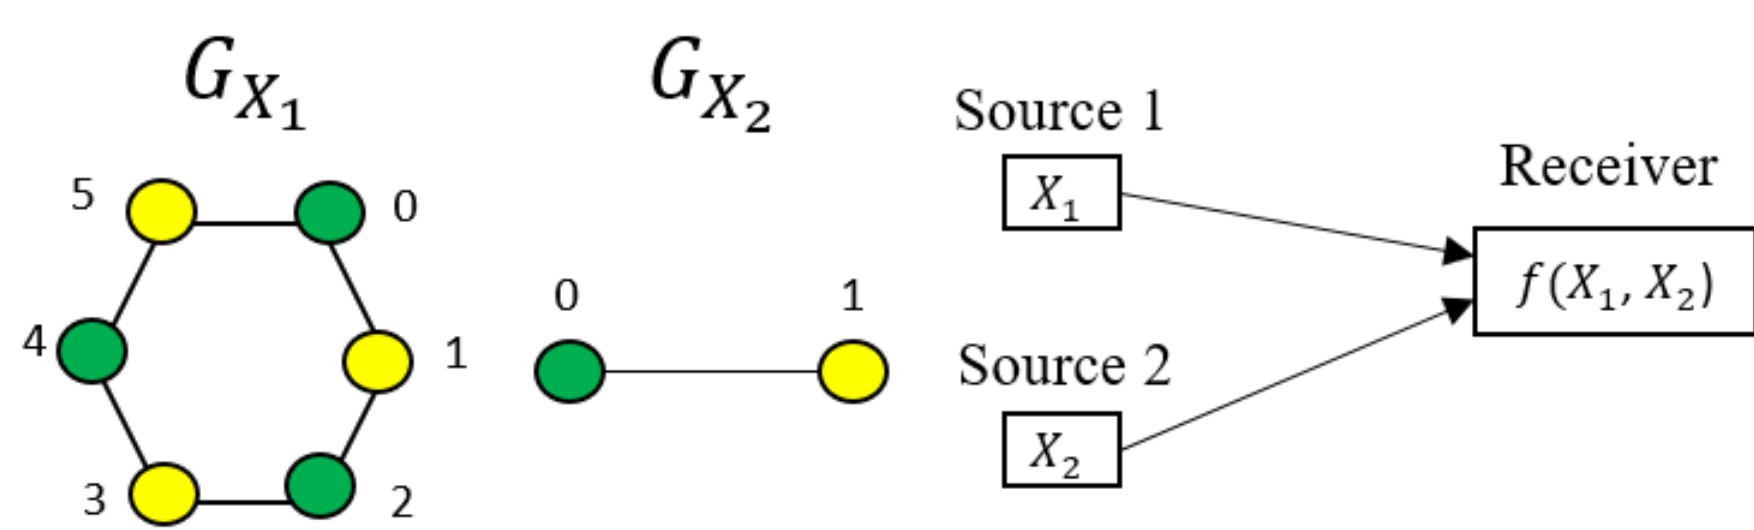 G_{X_1}
5
0
4
1
3
2
G_{X_2}
0
1
Source 1
X_1
Source 2
X_2
Receiver
f(X_1, X_2)